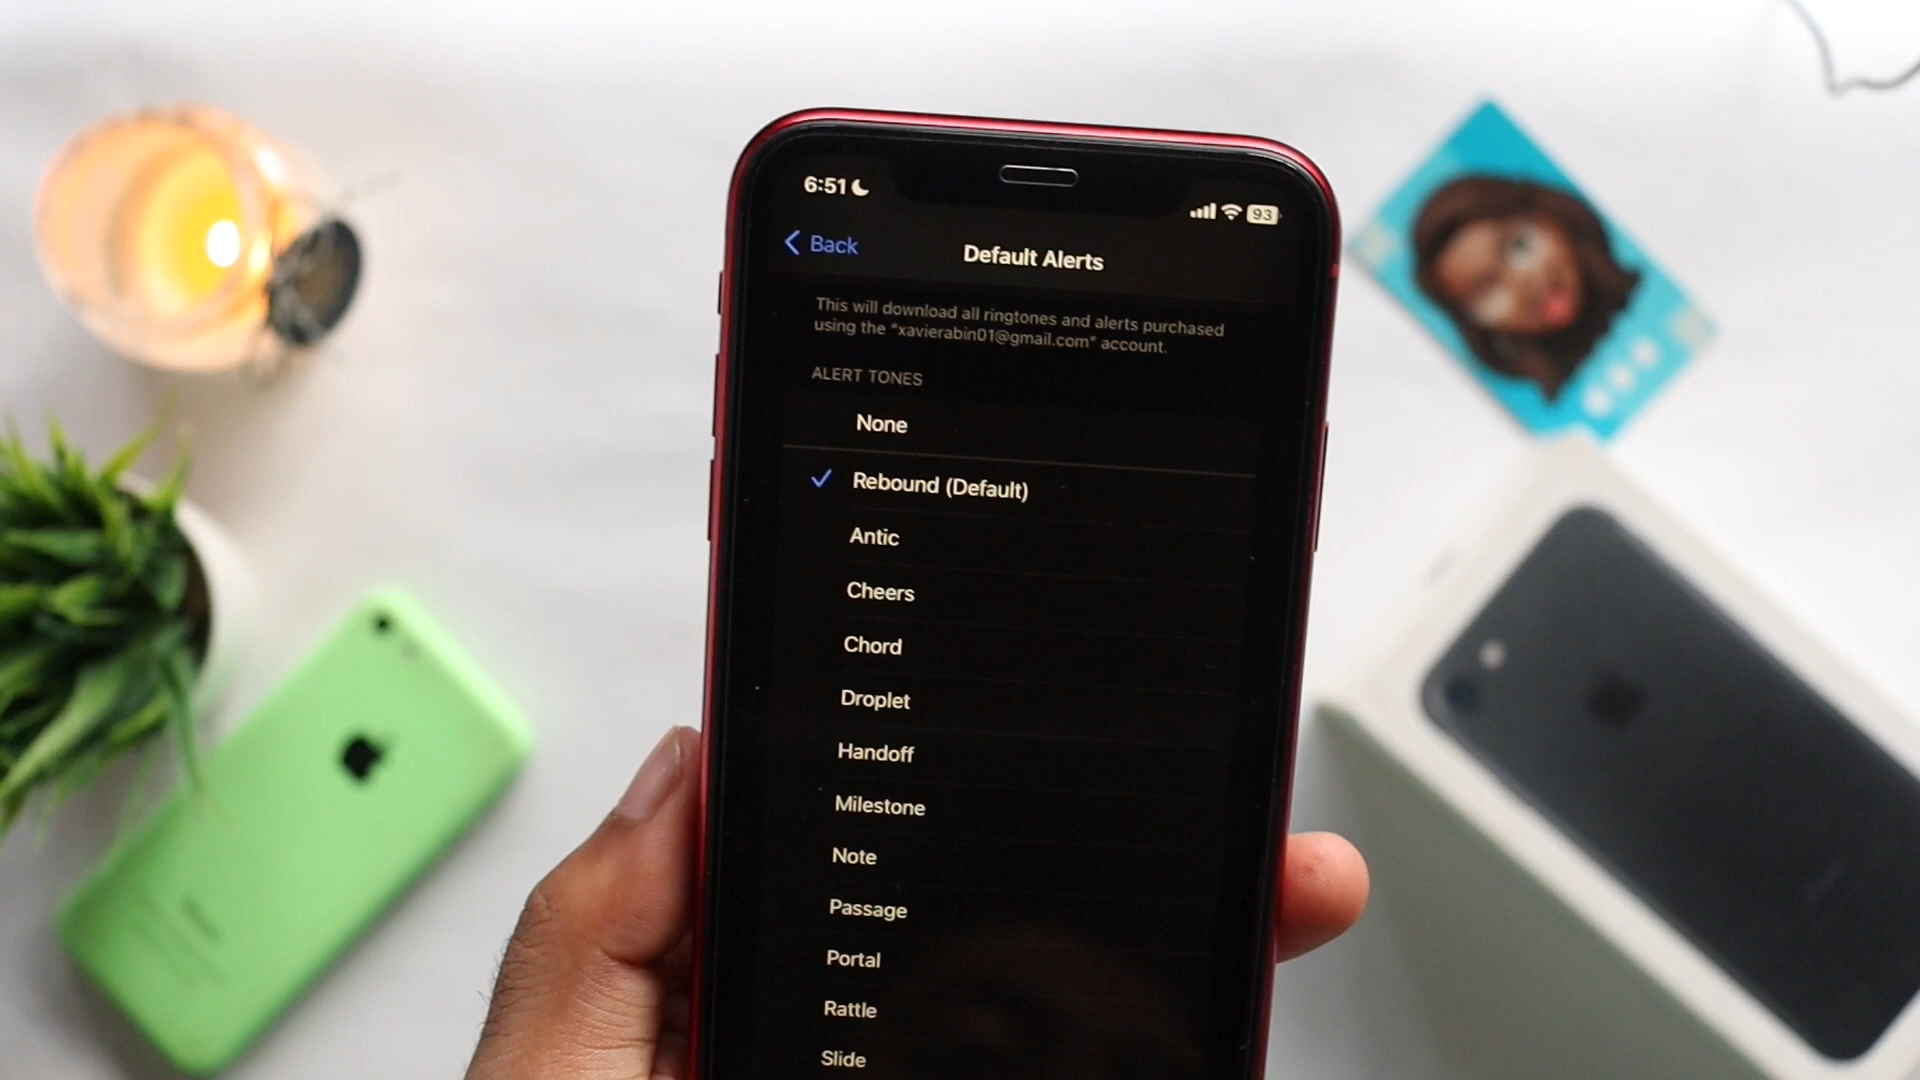 6:51
93
Back
Default Alerts
This will download all ringtones and alerts purchased
using the "xavierabin01@gmail.com" account.
ALERT TONES
None
Rebound (Default)
Antic
Cheers
Chord
Droplet
Handoff
Milestone
Note
Passage
Portal
Rattle
Slide